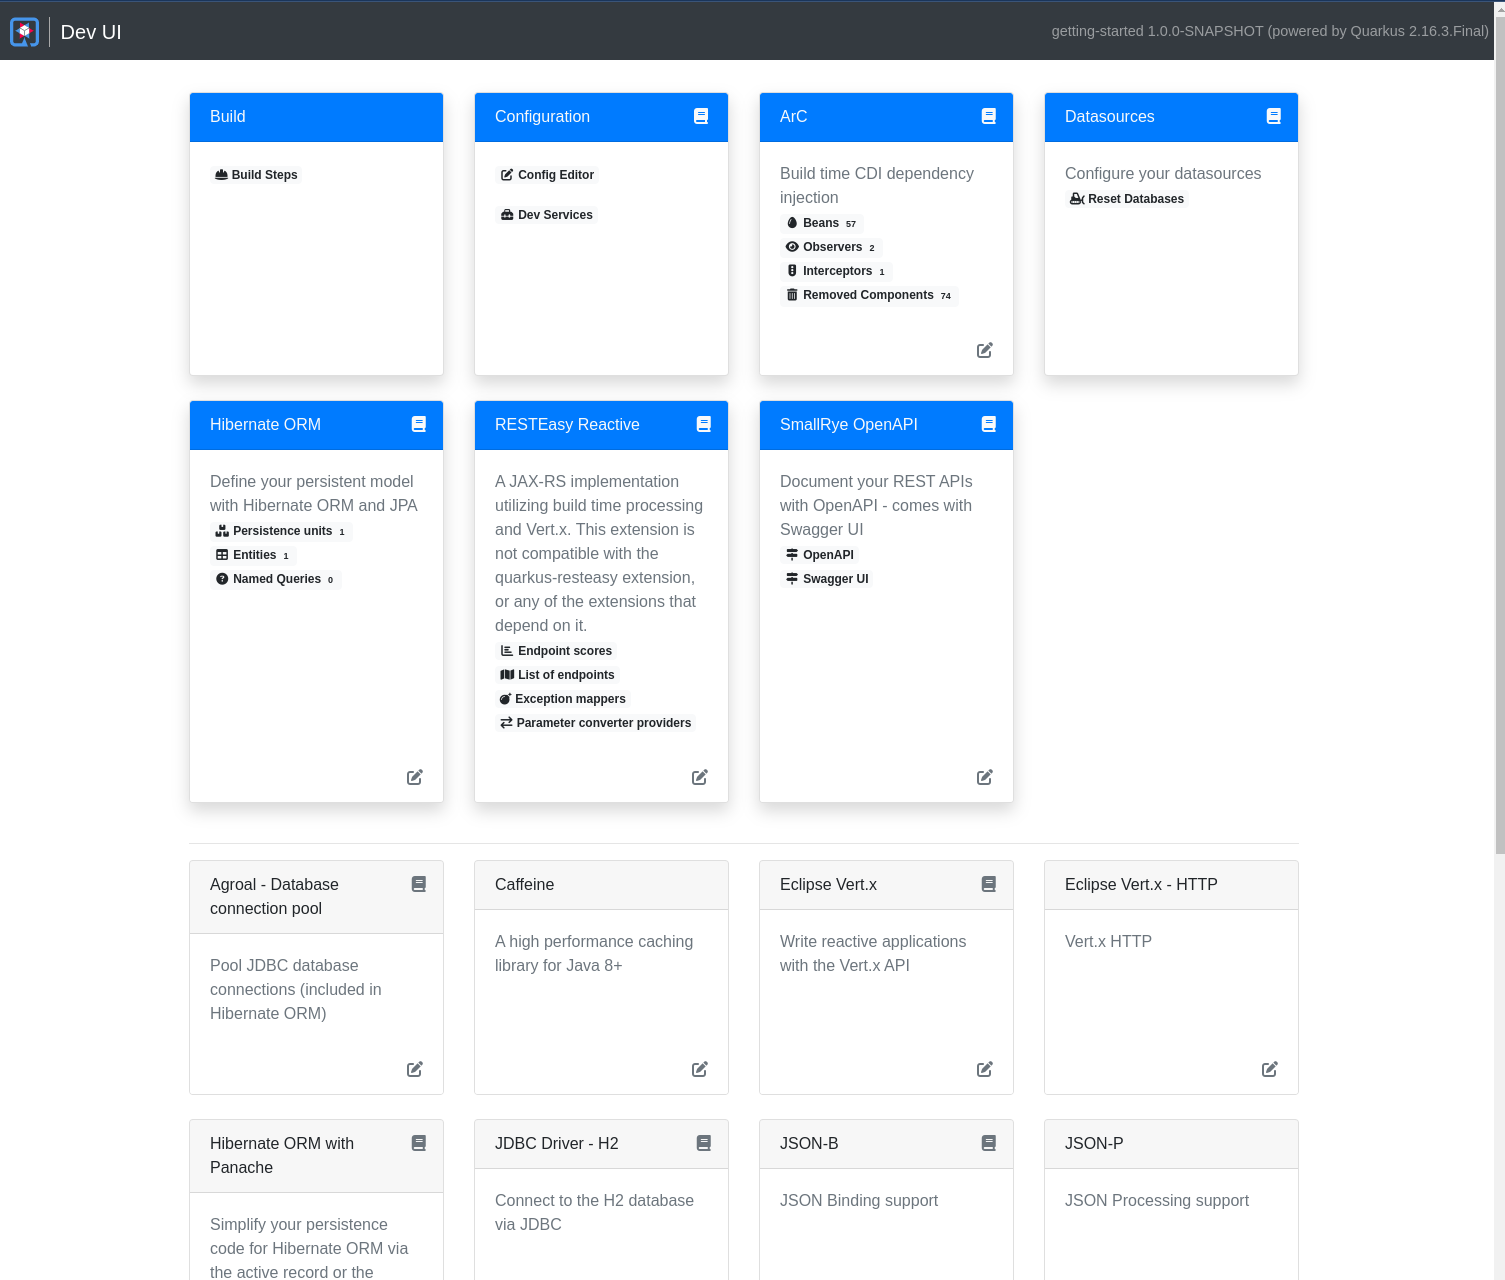 Dev UI
getting-started 1.0.0-SNAPSHOT (powered by Quarkus 2.16.3.Final)
Build
Build Steps
Configuration
Config Editor
Dev Services
ArC
Build time CDI dependency
injection
Beans 57
Observers 2
Interceptors 1
Removed Components 74
Datasources
Configure your datasources
Reset Databases
Hibernate ORM
Define your persistent model
with Hibernate ORM and JPA
Persistence units 1
Entities 1
Named Queries 0
RESTEasy Reactive
A JAX-RS implementation
utilizing build time processing
and Vert.x. This extension is
not compatible with the
quarkus-resteasy extension,
or any of the extensions that
depend on it.
Endpoint scores
List of endpoints
Exception mappers
Parameter converter providers
SmallRye OpenAPI
Document your REST APIs
with OpenAPI - comes with
Swagger UI
OpenAPI
Swagger UI
Agroal - Database
connection pool
Pool JDBC database
connections (included in
Hibernate ORM)
Caffeine
A high performance caching
library for Java 8+
Eclipse Vert.x
Write reactive applications
with the Vert.x API
Eclipse Vert.x - HTTP
Vert.x HTTP
Hibernate ORM with
Panache
Simplify your persistence
code for Hibernate ORM via
the active record or the
JDBC Driver - H2
Connect to the H2 database
via JDBC
JSON-B
JSON Binding support
JSON-P
JSON Processing support